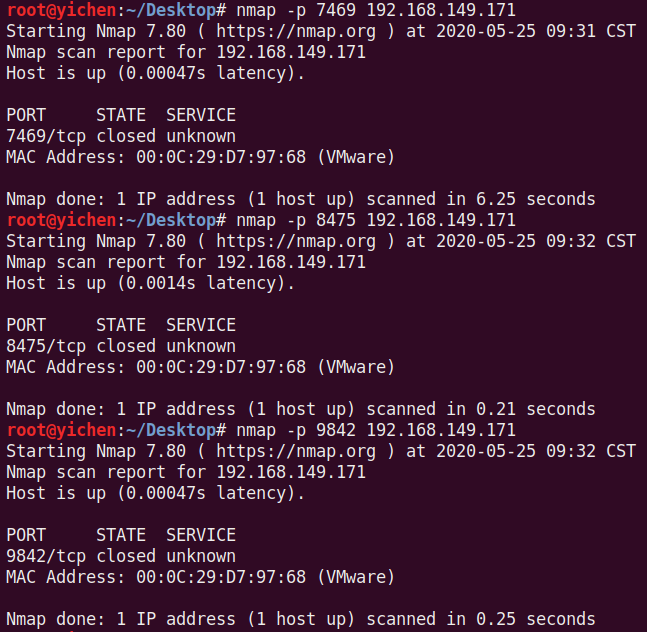 root@yichen:~/Desktop# nmap -p 7469 192.168.149.171
Starting Nmap 7.80 ( https://nmap.org ) at 2020-05-25 09:31 CST
Nmap scan report for 192.168.149.171
Host is up (0.00047s latency).
PORT     STATE  SERVICE
7469/tcp closed unknown
MAC Address: 00:0C:29:D7:97:68 (VMware)
Nmap done: 1 IP address (1 host up) scanned in 6.25 seconds
root@yichen:~/Desktop# nmap -p 8475 192.168.149.171
Starting Nmap 7.80 ( https://nmap.org ) at 2020-05-25 09:32 CST
Nmap scan report for 192.168.149.171
Host is up (0.0014s latency).
PORT     STATE  SERVICE
8475/tcp closed unknown
MAC Address: 00:0C:29:D7:97:68 (VMware)
Nmap done: 1 IP address (1 host up) scanned in 0.21 seconds
root@yichen:~/Desktop# nmap -p 9842 192.168.149.171
Starting Nmap 7.80 ( https://nmap.org ) at 2020-05-25 09:32 CST
Nmap scan report for 192.168.149.171
Host is up (0.00047s latency).
PORT     STATE  SERVICE
9842/tcp closed unknown
MAC Address: 00:0C:29:D7:97:68 (VMware)
Nmap done: 1 IP address (1 host up) scanned in 0.25 seconds